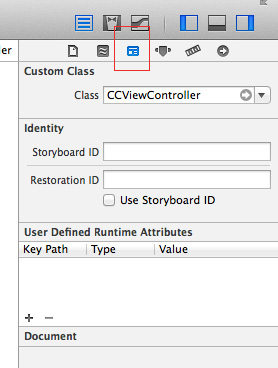 ler
Custom Class
Class CCViewController
Identity
Storyboard ID
Restoration ID
Use Storyboard ID
User Defined Runtime Attributes
Key Path Type Value
+ −
Document